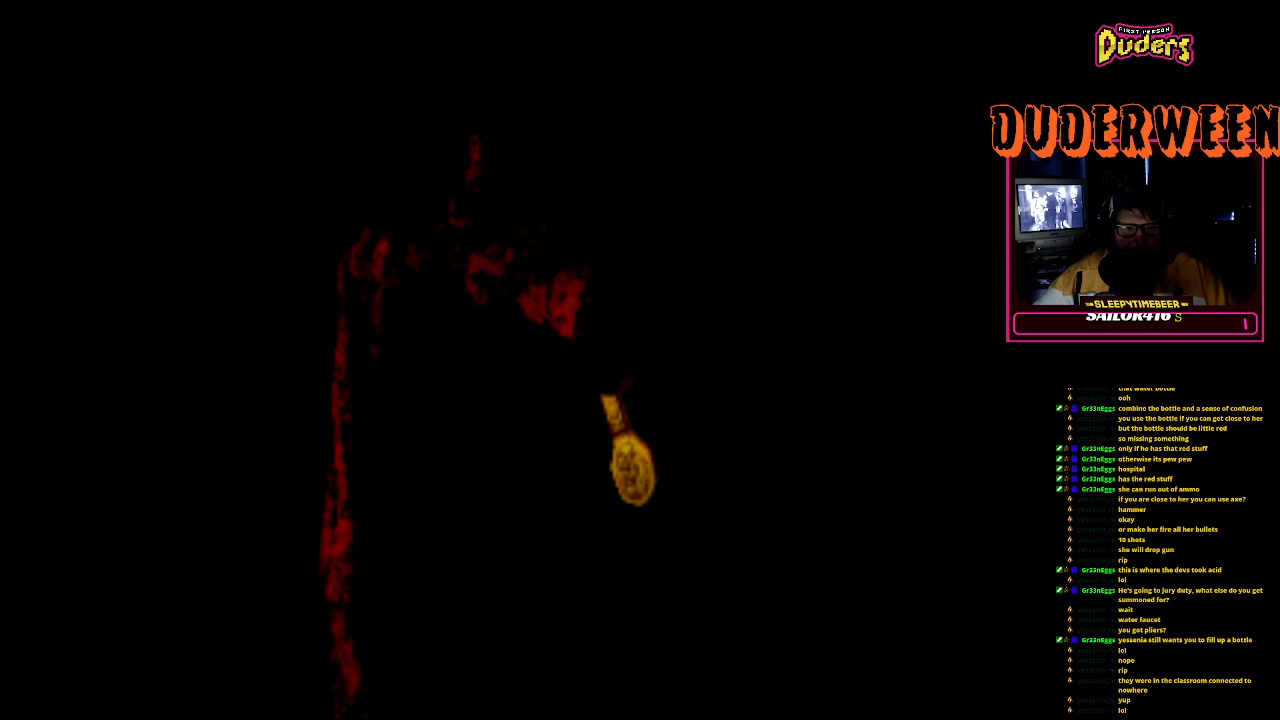 FIRST PERSON
Duders
DUDERWEEN
SLEEPYTIMEBEER
SAILOR416 S
that water bottle
ooh
Gr33nEggs combine the bottle and a sense of confusion
you use the bottle if you can get close to her
but the bottle should be little red
so missing something
Gr33nEggs only if he has that red stuff
Gr33nEggs otherwise its pew pew
Gr33nEggs hospital
Gr33nEggs has the red stuff
Gr33nEggs she can run out of ammo
if you are close to her you can use axe?
hammer
okay
or make her fire all her bullets
10 shots
she will drop gun
rip
Gr33nEggs this is where the devs took acid
lol
Gr33nEggs He's going to jury duty, what else do you get
summoned for?
wait
water faucet
you got pliers?
Gr33nEggs yessenia still wants you to fill up a bottle
lol
nope
rip
they were in the classroom connected to
nowhere
yup
lol